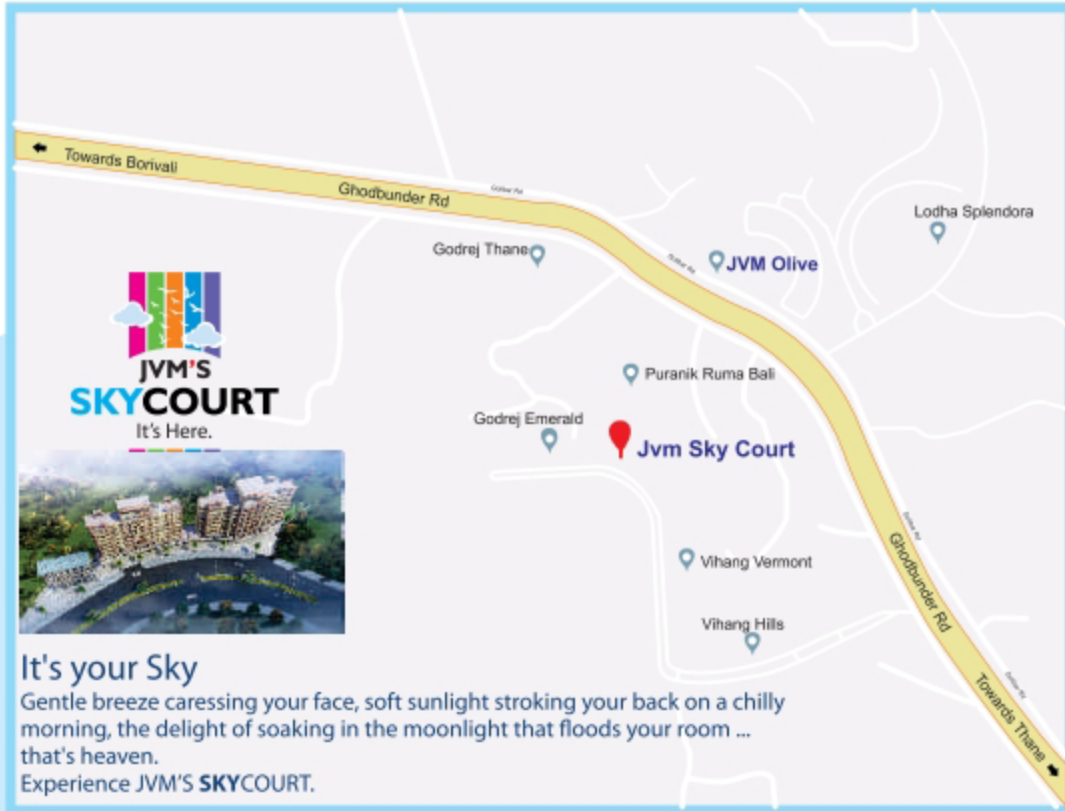 Towards Borivali
Ghodbunder Rd
Lodha Splendora
Godrej Thane
JVM Olive
Puranik Ruma Bali
JVM'S
SKYCOURT
It's Here.
Godrej Emerald
Jvm Sky Court
Vihang Vermont
Vihang Hills
Ghodbunder Rd
Towards Thane
It's your Sky
Gentle breeze caressing your face, soft sunlight stroking your back on a chilly
morning, the delight of soaking in the moonlight that floods your room ...
that's heaven.
Experience JVM'S SKYCOURT.